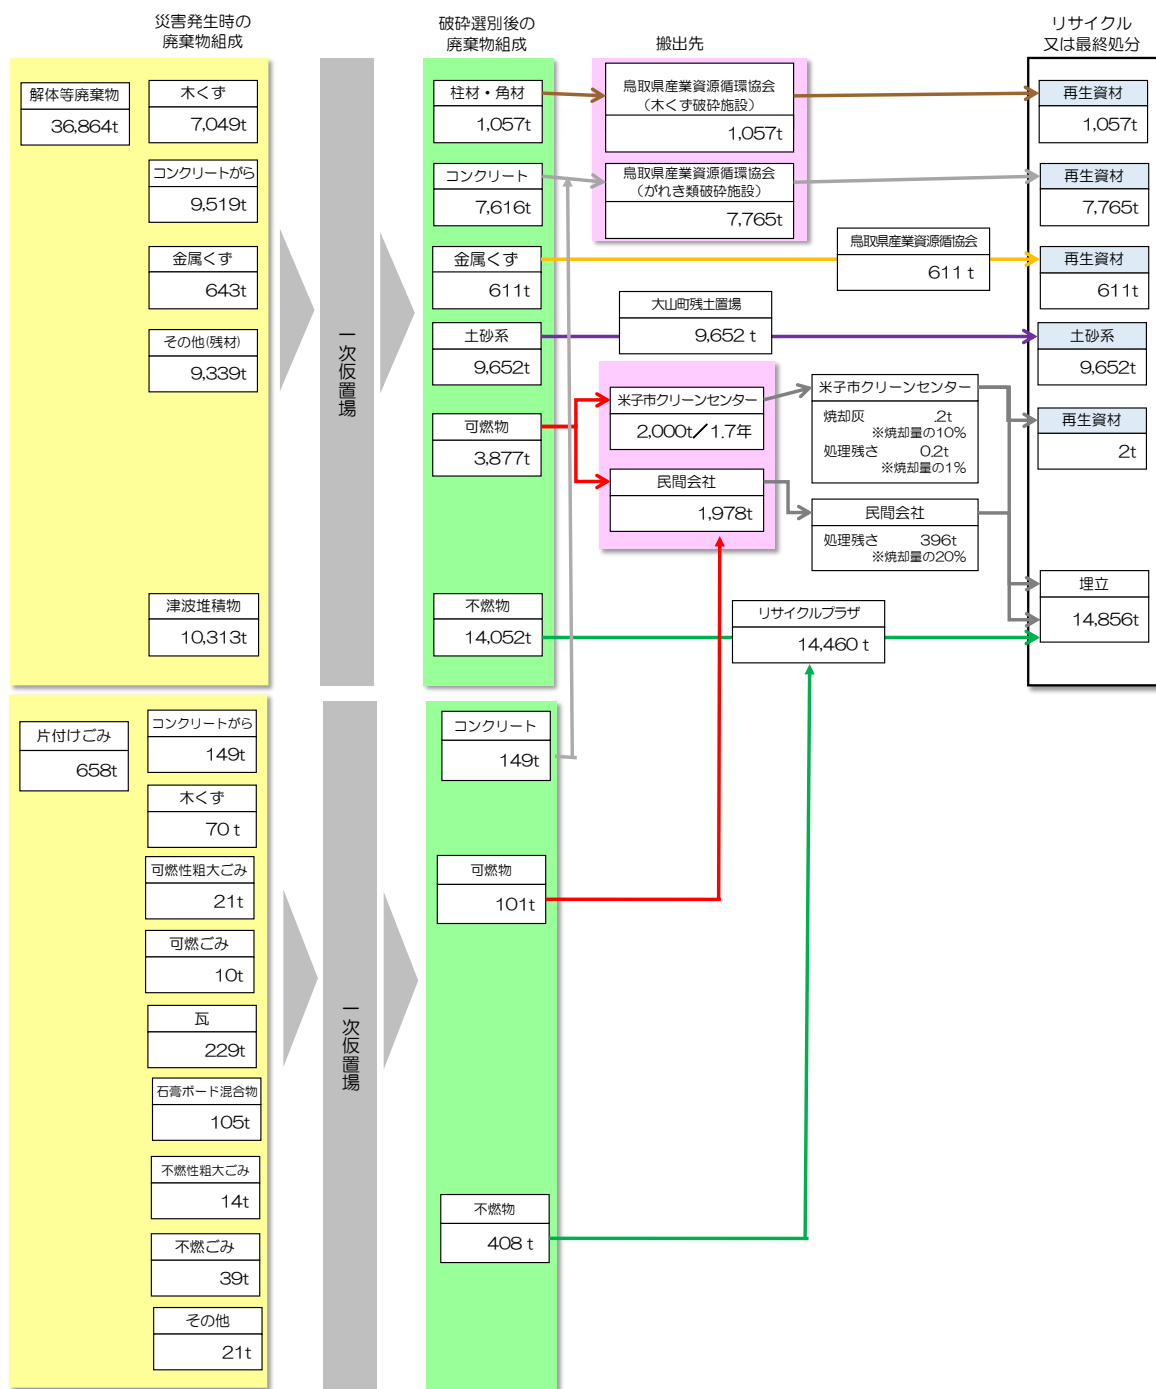 災害発生時の
廃棄物組成
破砕選別後の
廃棄物組成
搬出先
リサイクル
又は最終処分
解体等廃棄物
36,864t
木くず
7,049t
コンクリートがら
9,519t
金属くず
643t
その他(残材)
9,339t
津波堆積物
10,313t
一次仮置場
柱材・角材
1,057t
コンクリート
7,616t
金属くず
611t
土砂系
9,652t
可燃物
3,877t
不燃物
14,052t
鳥取県産業資源循環協会
（木くず破砕施設）
1,057t
鳥取県産業資源循環協会
（がれき類破砕施設）
7,765t
鳥取県産業資源循協会
611 t
大山町残土置場
9,652 t
米子市クリーンセンター
2,000t／1.7年
民間会社
1,978t
米子市クリーンセンター
焼却灰 .2t
※焼却量の10%
処理残さ 0.2t
※焼却量の1%
民間会社
処理残さ 396t
※焼却量の20%
リサイクルプラザ
14,460 t
再生資材
1,057t
再生資材
7,765t
再生資材
611t
土砂系
9,652t
再生資材
2t
埋立
14,856t
片付けごみ
658t
コンクリートがら
149t
木くず
70 t
可燃性粗大ごみ
21t
可燃ごみ
10t
瓦
229t
石膏ボード混合物
105t
不燃性粗大ごみ
14t
不燃ごみ
39t
その他
21t
一次仮置場
コンクリート
149t
可燃物
101t
不燃物
408 t